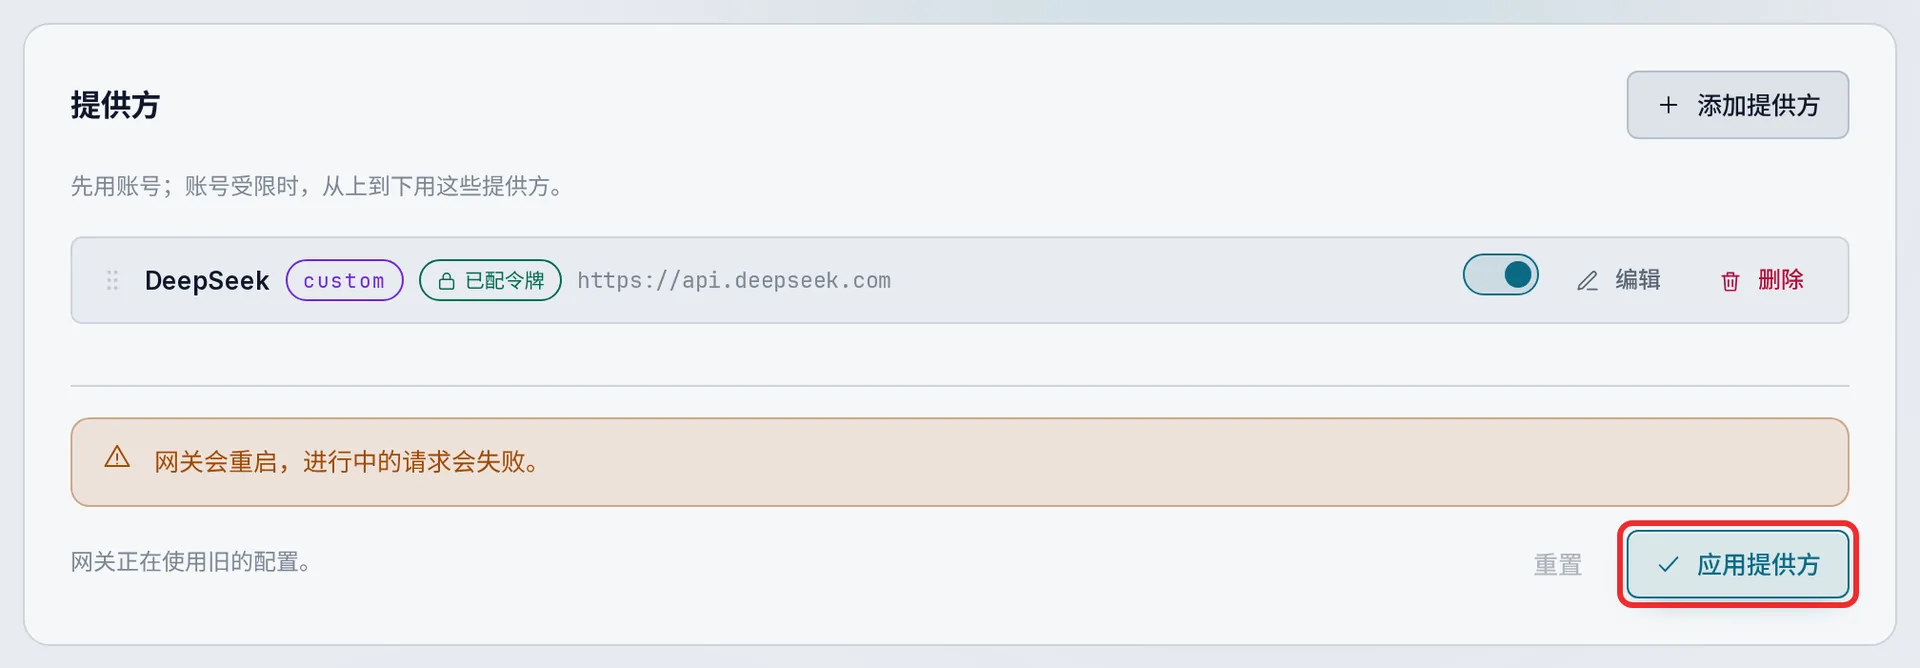 提供方
添加提供方
先用账号；账号受限时，从上到下用这些提供方。
DeepSeek custom 已配令牌 https://api.deepseek.com 编辑 删除
网关会重启，进行中的请求会失败。
网关正在使用旧的配置。
重置 应用提供方